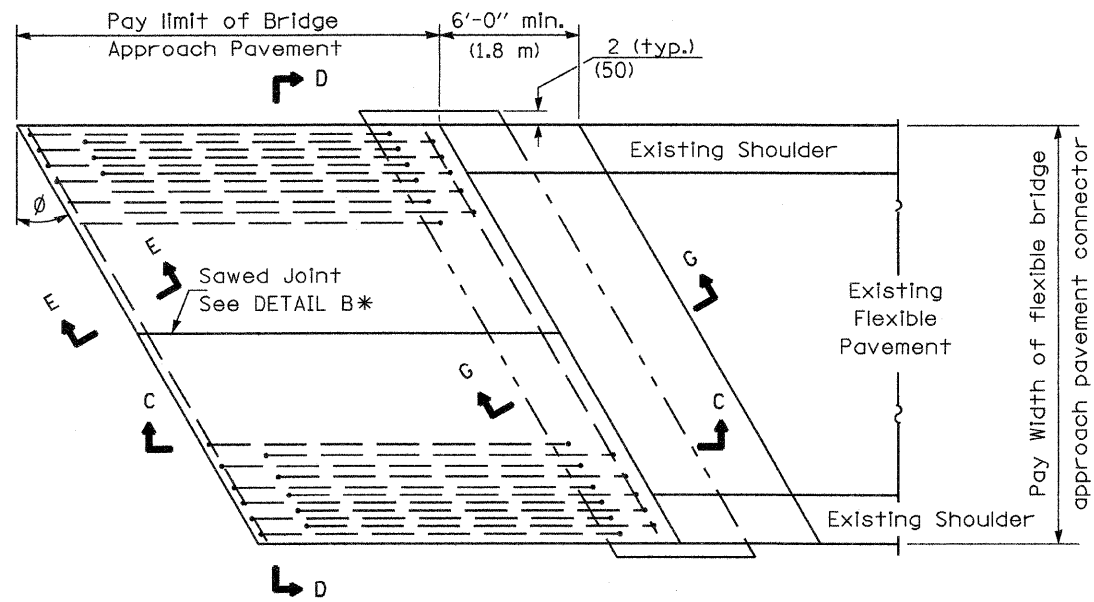 Pay limit of Bridge
Approach Pavement
6'-0" min.
(1.8 m)
2 (typ.)
(50)
D
Existing Shoulder
Ø
E
Sawed Joint
See DETAIL B*
E
G
Existing
Flexible
Pavement
G
C
C
Pay Width of flexible bridge
approach pavement connector
Existing Shoulder
D